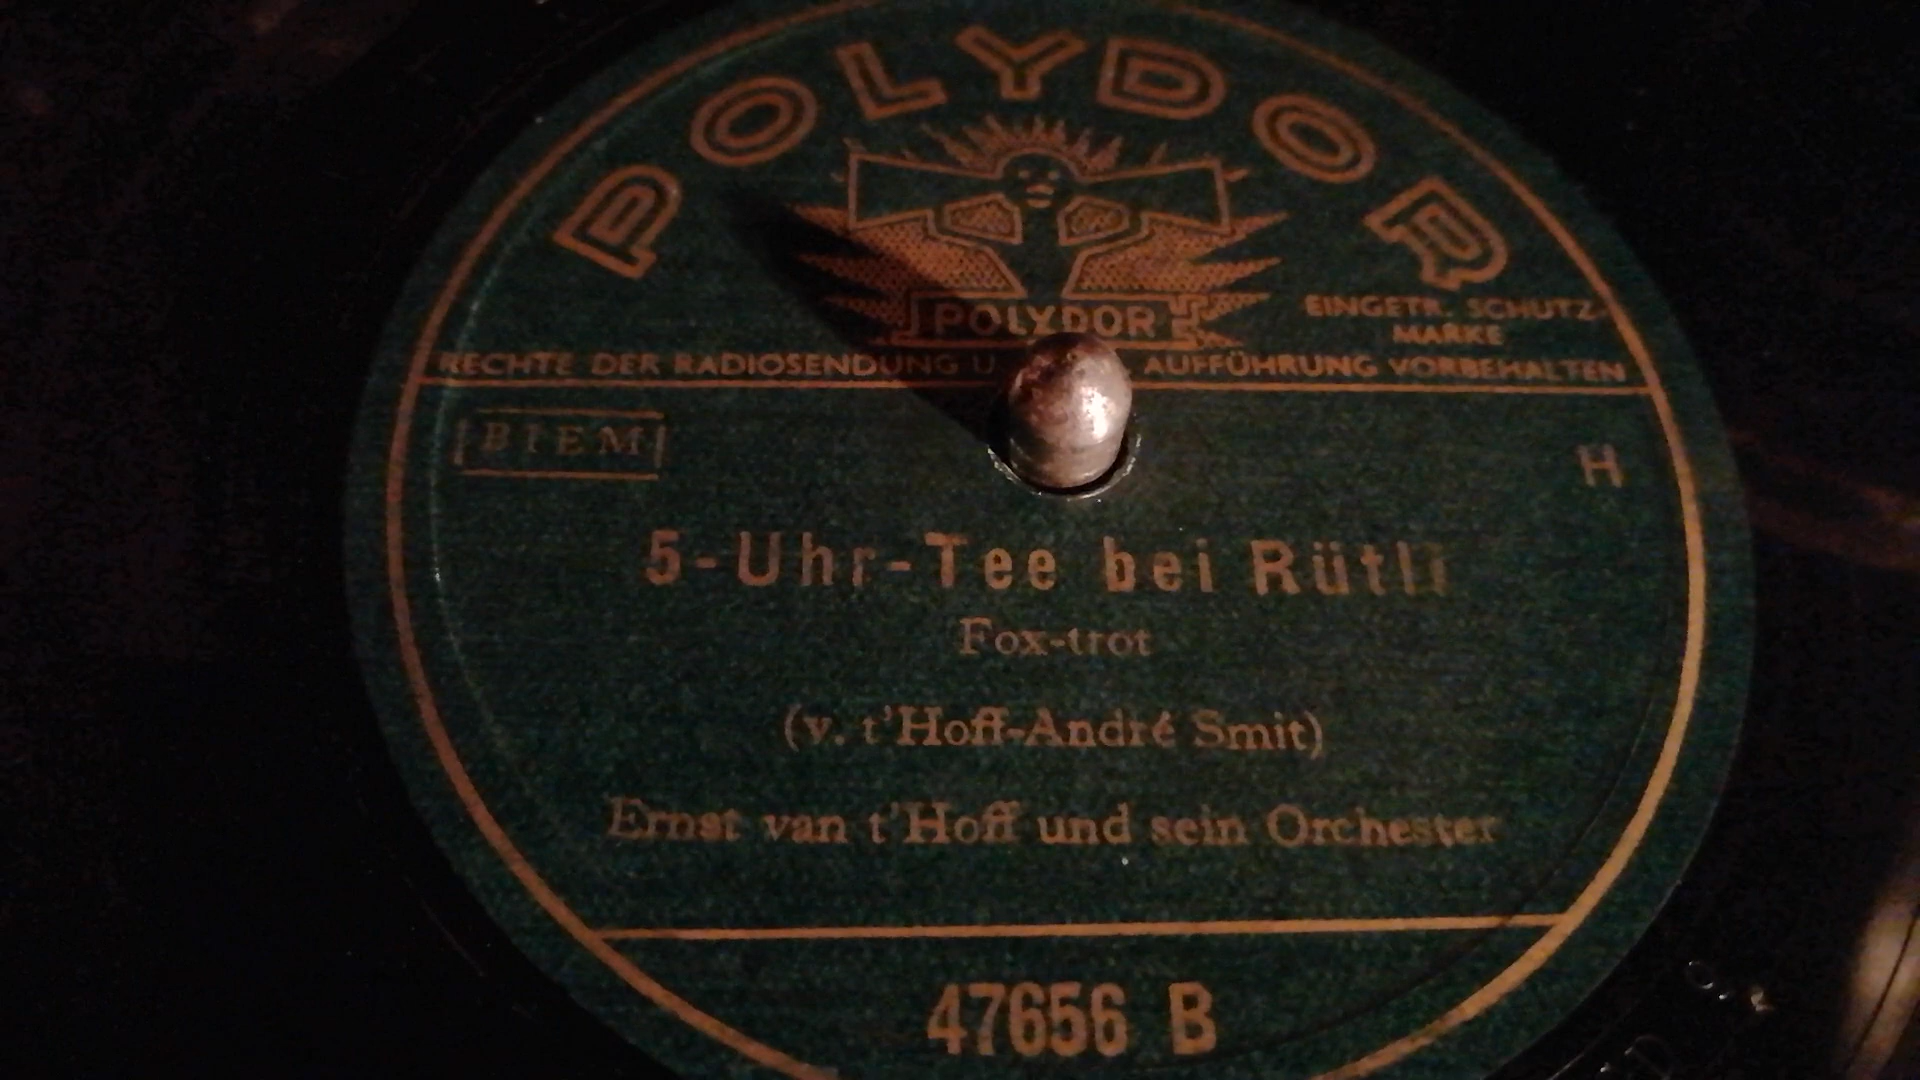 POLYDOR
POLYDOR
EINGETR. SCHUTZ-
MARKE
RECHTE DER RADIOSENDUNG U AUFFÜHRUNG VORBEHALTEN
BIEM
H
5-Uhr-Tee bei Rütli
Fox-trot
(v. t'Hoff-André Smit)
Ernst van t'Hoff und sein Orchester
47656 B